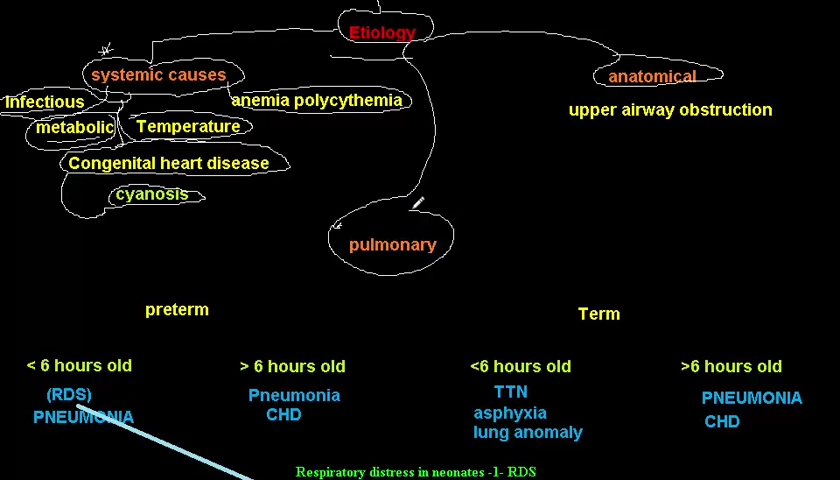 Etiology
systemic causes
anatomical
Infectious
anemia polycythemia
upper airway obstruction
metabolic
Temperature
Congenital heart disease
cyanosis
pulmonary
preterm
Term
< 6 hours old
> 6 hours old
<6 hours old
>6 hours old
(RDS)
PNEUMONIA
Pneumonia
CHD
TTN
asphyxia
lung anomaly
PNEUMONIA
CHD
Respiratory distress in neonates -1- RDS